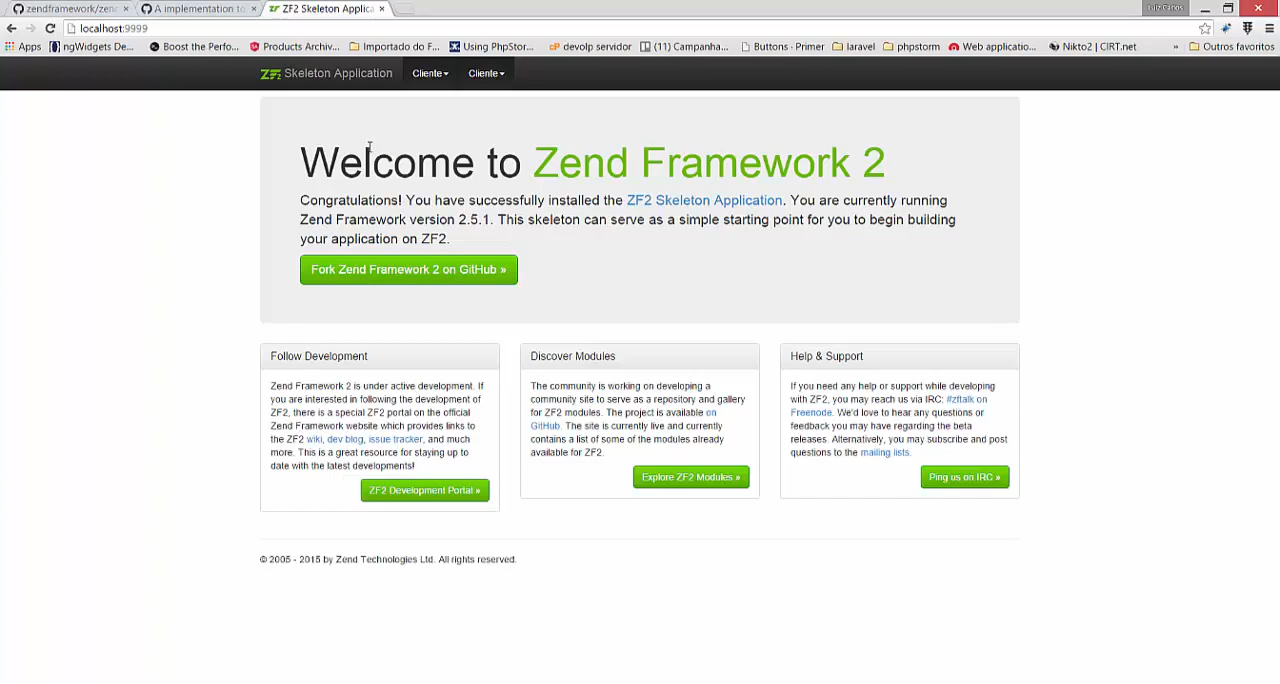 zendframework/zend
A implementation to
ZF2 Skeleton Applica
Luiz Carlos
localhost:9999
Apps
ngWidgets De...
Boost the Perfo...
Products Archiv...
Importado do F...
Using PhpStor...
devolp servidor
(11) Campanha...
Buttons · Primer
laravel
phpstorm
Web applicatio...
Nikto2 | CIRT.net
»
Outros favoritos
ZF2 Skeleton Application
Cliente
Cliente
Welcome to Zend Framework 2
Congratulations! You have successfully installed the ZF2 Skeleton Application. You are currently running
Zend Framework version 2.5.1. This skeleton can serve as a simple starting point for you to begin building
your application on ZF2.
Fork Zend Framework 2 on GitHub »
Follow Development
Zend Framework 2 is under active development. If
you are interested in following the development of
ZF2, there is a special ZF2 portal on the official
Zend Framework website which provides links to
the ZF2 wiki, dev blog, issue tracker, and much
more. This is a great resource for staying up to
date with the latest developments!
ZF2 Development Portal »
Discover Modules
The community is working on developing a
community site to serve as a repository and gallery
for ZF2 modules. The project is available on
GitHub. The site is currently live and currently
contains a list of some of the modules already
available for ZF2.
Explore ZF2 Modules »
Help & Support
If you need any help or support while developing
with ZF2, you may reach us via IRC: #zftalk on
Freenode. We'd love to hear any questions or
feedback you may have regarding the beta
releases. Alternatively, you may subscribe and post
questions to the mailing lists.
Ping us on IRC »
© 2005 - 2015 by Zend Technologies Ltd. All rights reserved.